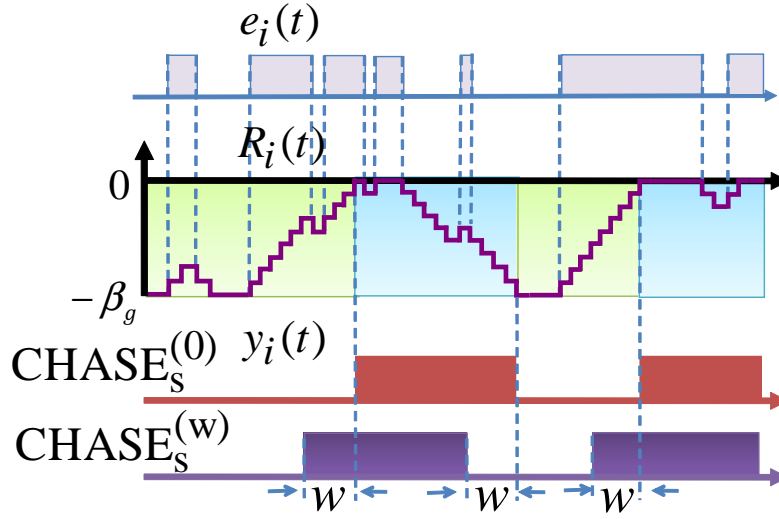 e_i(t)
R_i(t)
0
-β_g
y_i(t)
CHASE_s^(0)
CHASE_s^(w)
w w w